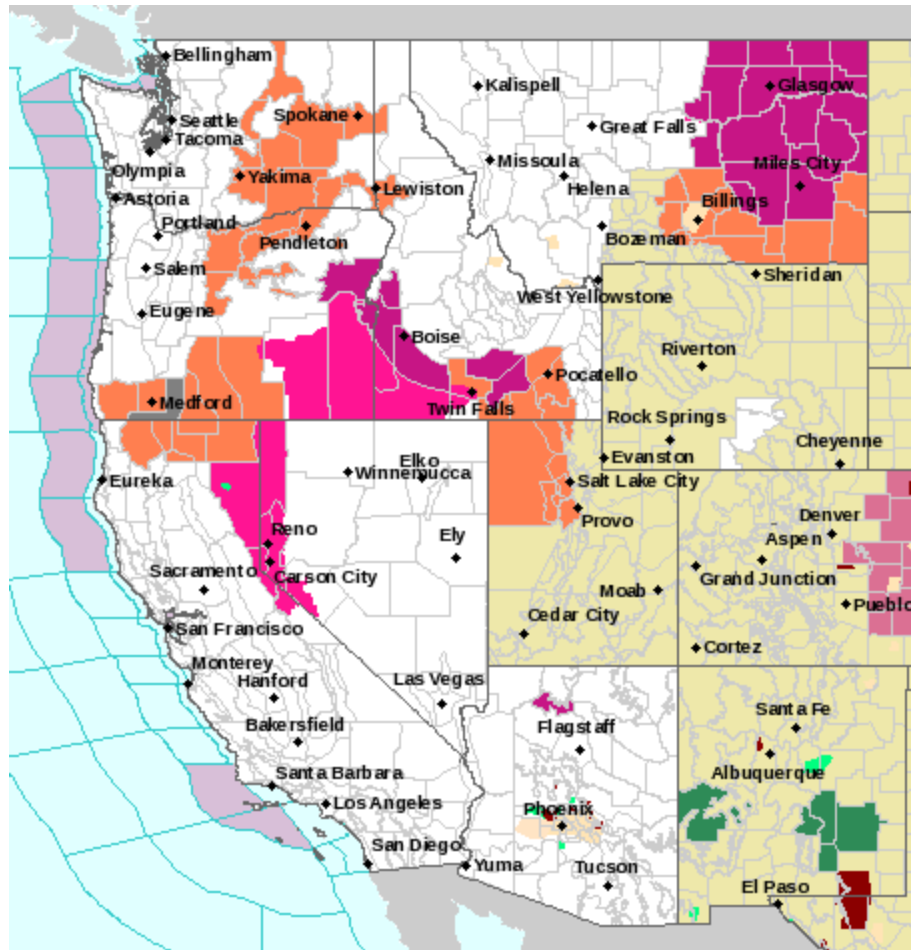 Bellingham
Kalispell
Glasgow
Spokane
Seattle
Great Falls
Tacoma
Missoula
Miles City
Olympia
Yakima
Lewiston
Helena
Astoria
Billings
Portland
Pendleton
Bozeman
Salem
Sheridan
West Yellowstone
Eugene
Boise
Riverton
Pocatello
Medford
Twin Falls
Rock Springs
Cheyenne
Elko
Evanston
Winnemucca
Eureka
Salt Lake City
Provo
Denver
Reno
Ely
Aspen
Sacramento
Carson City
Grand Junction
Moab
Pueblo
San Francisco
Cedar City
Cortez
Monterey
Hanford
Las Vegas
Santa Fe
Bakersfield
Flagstaff
Albuquerque
Santa Barbara
Los Angeles
Phoenix
San Diego
Yuma
Tucson
El Paso